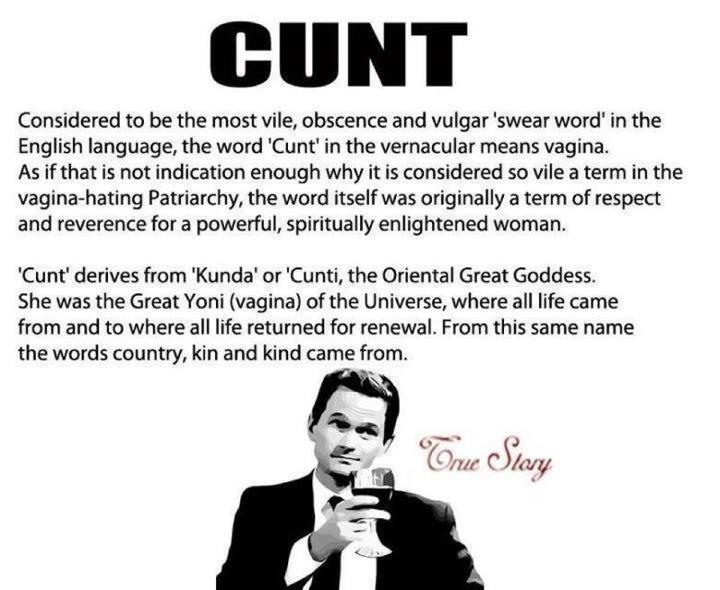 CUNT
Considered to be the most vile, obscence and vulgar 'swear word' in the
English language, the word 'Cunt' in the vernacular means vagina.
As if that is not indication enough why it is considered so vile a term in the
vagina-hating Patriarchy, the word itself was originally a term of respect
and reverence for a powerful, spiritually enlightened woman.
'Cunt' derives from 'Kunda' or 'Cunti, the Oriental Great Goddess.
She was the Great Yoni (vagina) of the Universe, where all life came
from and to where all life returned for renewal. From this same name
the words country, kin and kind came from.
True Story